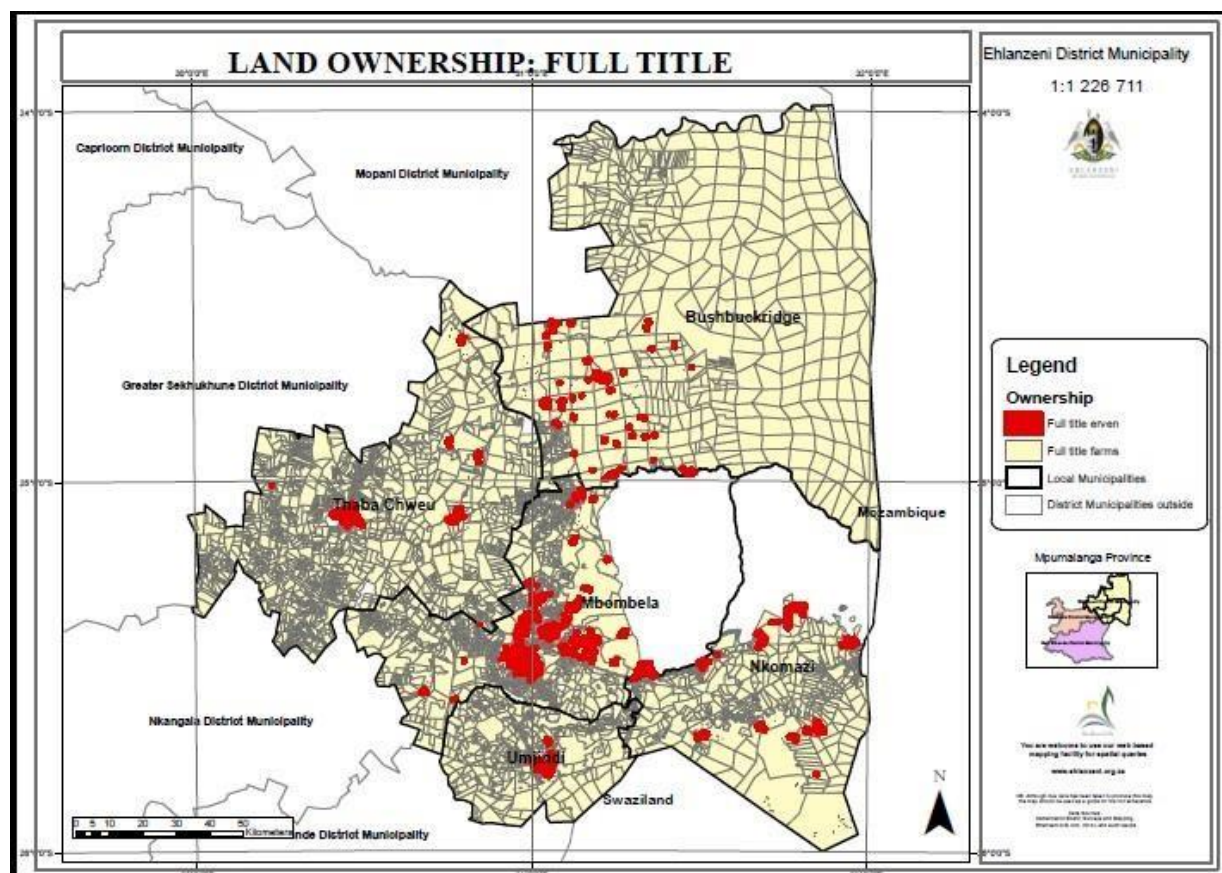 LAND OWNERSHIP: FULL TITLE
Ehlanzeni District Municipality
1:1 226 711
Capricorn District Municipality
Mopani District Municipality
Bushbuckridge
Greater Sekhukhune District Municipality
Thaba Chweu
Mozambique
Mbombela
Nkomazi
Nkangala District Municipality
Umjindi
Swaziland
nde District Municipality
0 5 10 20 30 40 50
Kilometers
N
Legend
Ownership
Full title erven
Full title farms
Local Municipalities
District Municipalities outside
Mpumalanga Province
You are welcome to use our web based
mapping facility for spatial queries
www.ehlanzeni.org.za